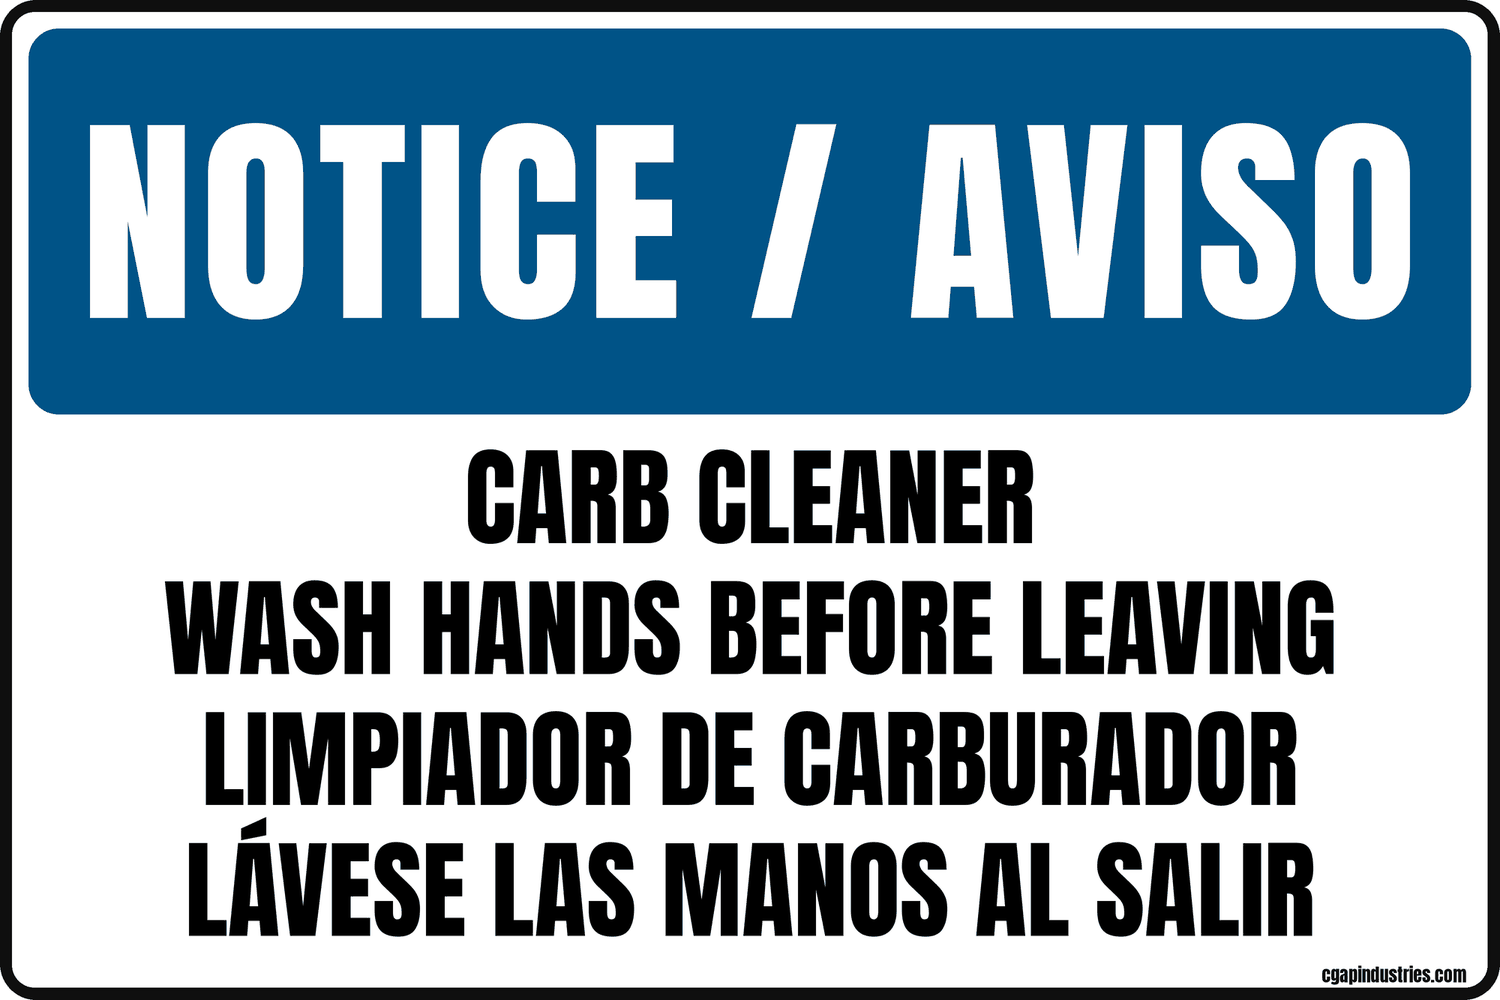 NOTICE / AVISO
CARB CLEANER
WASH HANDS BEFORE LEAVING
LIMPIADOR DE CARBURADOR
LÁVESE LAS MANOS AL SALIR
cgapindustries.com